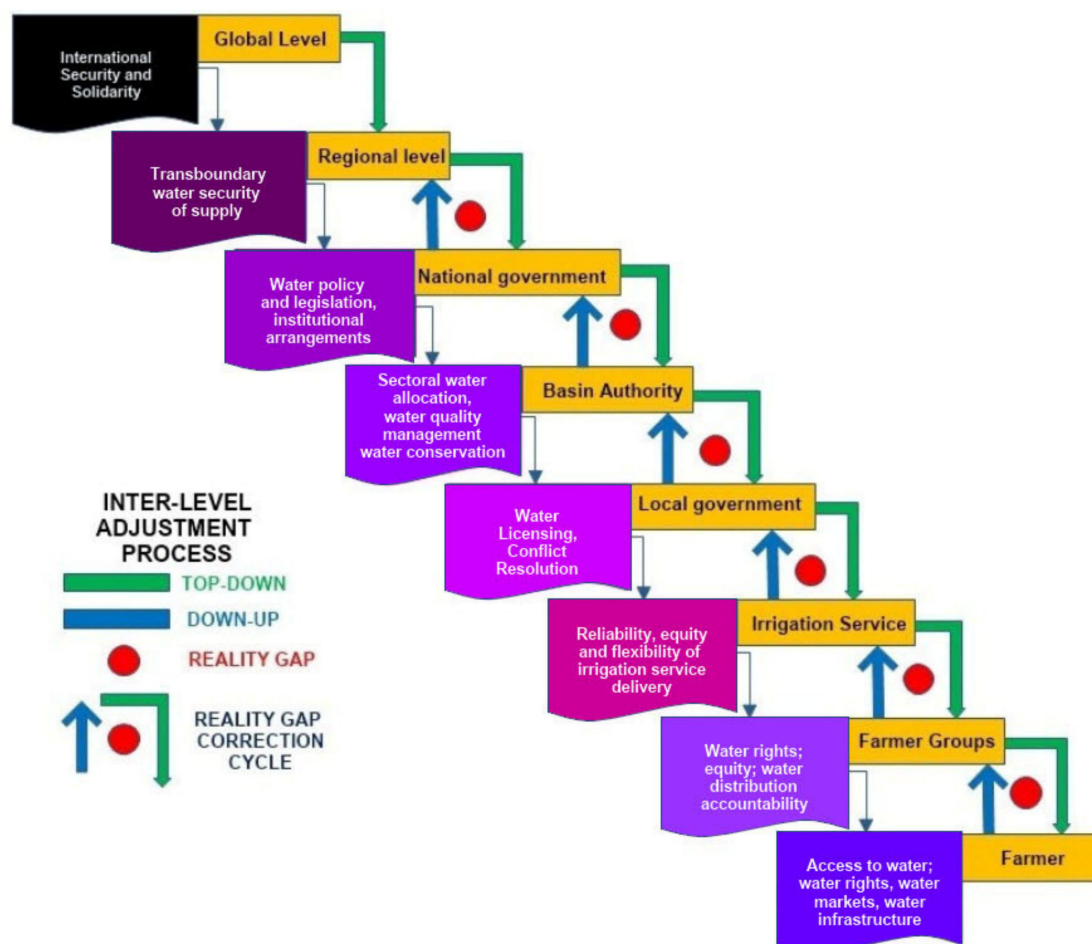 Global Level
International
Security and
Solidarity
Regional level
Transboundary
water security
of supply
National government
Water policy
and legislation,
institutional
arrangements
Basin Authority
Sectoral water
allocation,
water quality
management
water conservation
Local government
Water
Licensing,
Conflict
Resolution
Irrigation Service
Reliability, equity
and flexibility of
irrigation service
delivery
Farmer Groups
Water rights;
equity; water
distribution
accountability
Farmer
Access to water;
water rights, water
markets, water
infrastructure
INTER-LEVEL
ADJUSTMENT
PROCESS
TOP-DOWN
DOWN-UP
REALITY GAP
REALITY GAP
CORRECTION
CYCLE